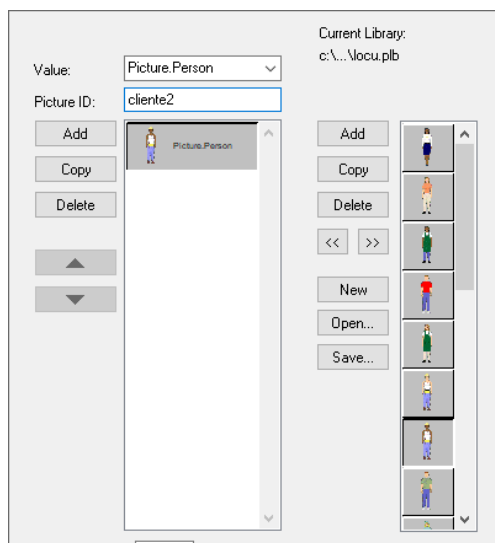 Current Library:
c:\...\locu.plb
Value:
Picture.Person
Picture ID:
cliente2
Add
Copy
Delete
Picture.Person
Add
Copy
Delete
<<
>>
New
Open...
Save...